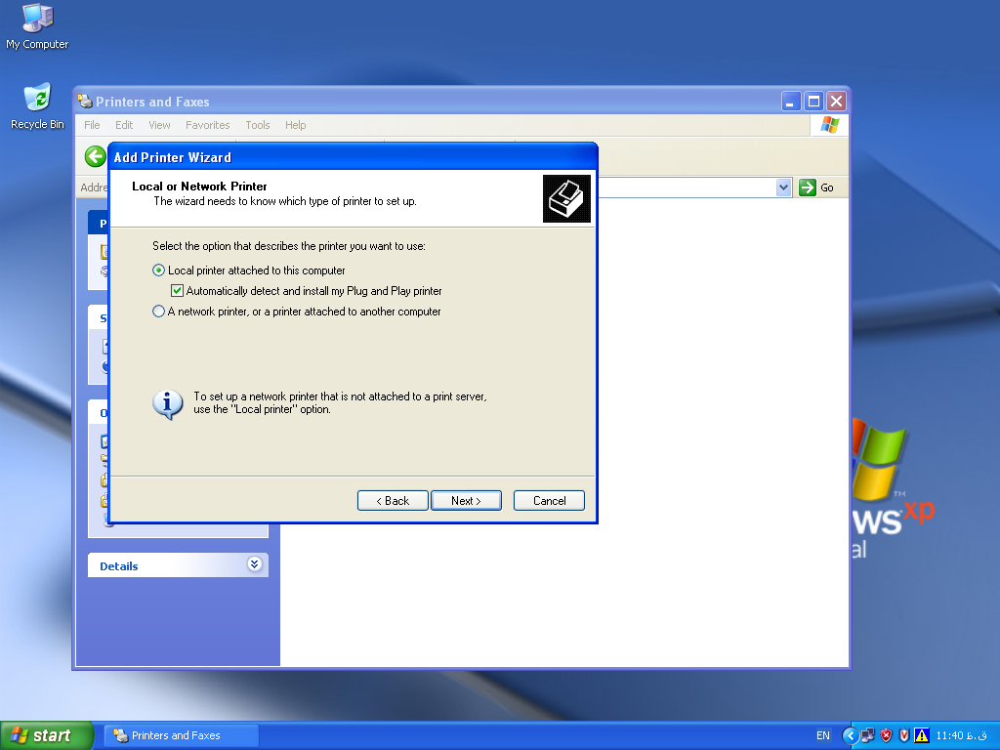 My Computer
Recycle Bin
Printers and Faxes
File Edit View Favorites Tools Help
Go
Add Printer Wizard
Local or Network Printer
The wizard needs to know which type of printer to set up.
Select the option that describes the printer you want to use:
Local printer attached to this computer
Automatically detect and install my Plug and Play printer
A network printer, or a printer attached to another computer
To set up a network printer that is not attached to a print server,
use the "Local printer" option.
< Back Next > Cancel
Details
TM
ws xp
al
start Printers and Faxes EN 11:40 ق.ظ